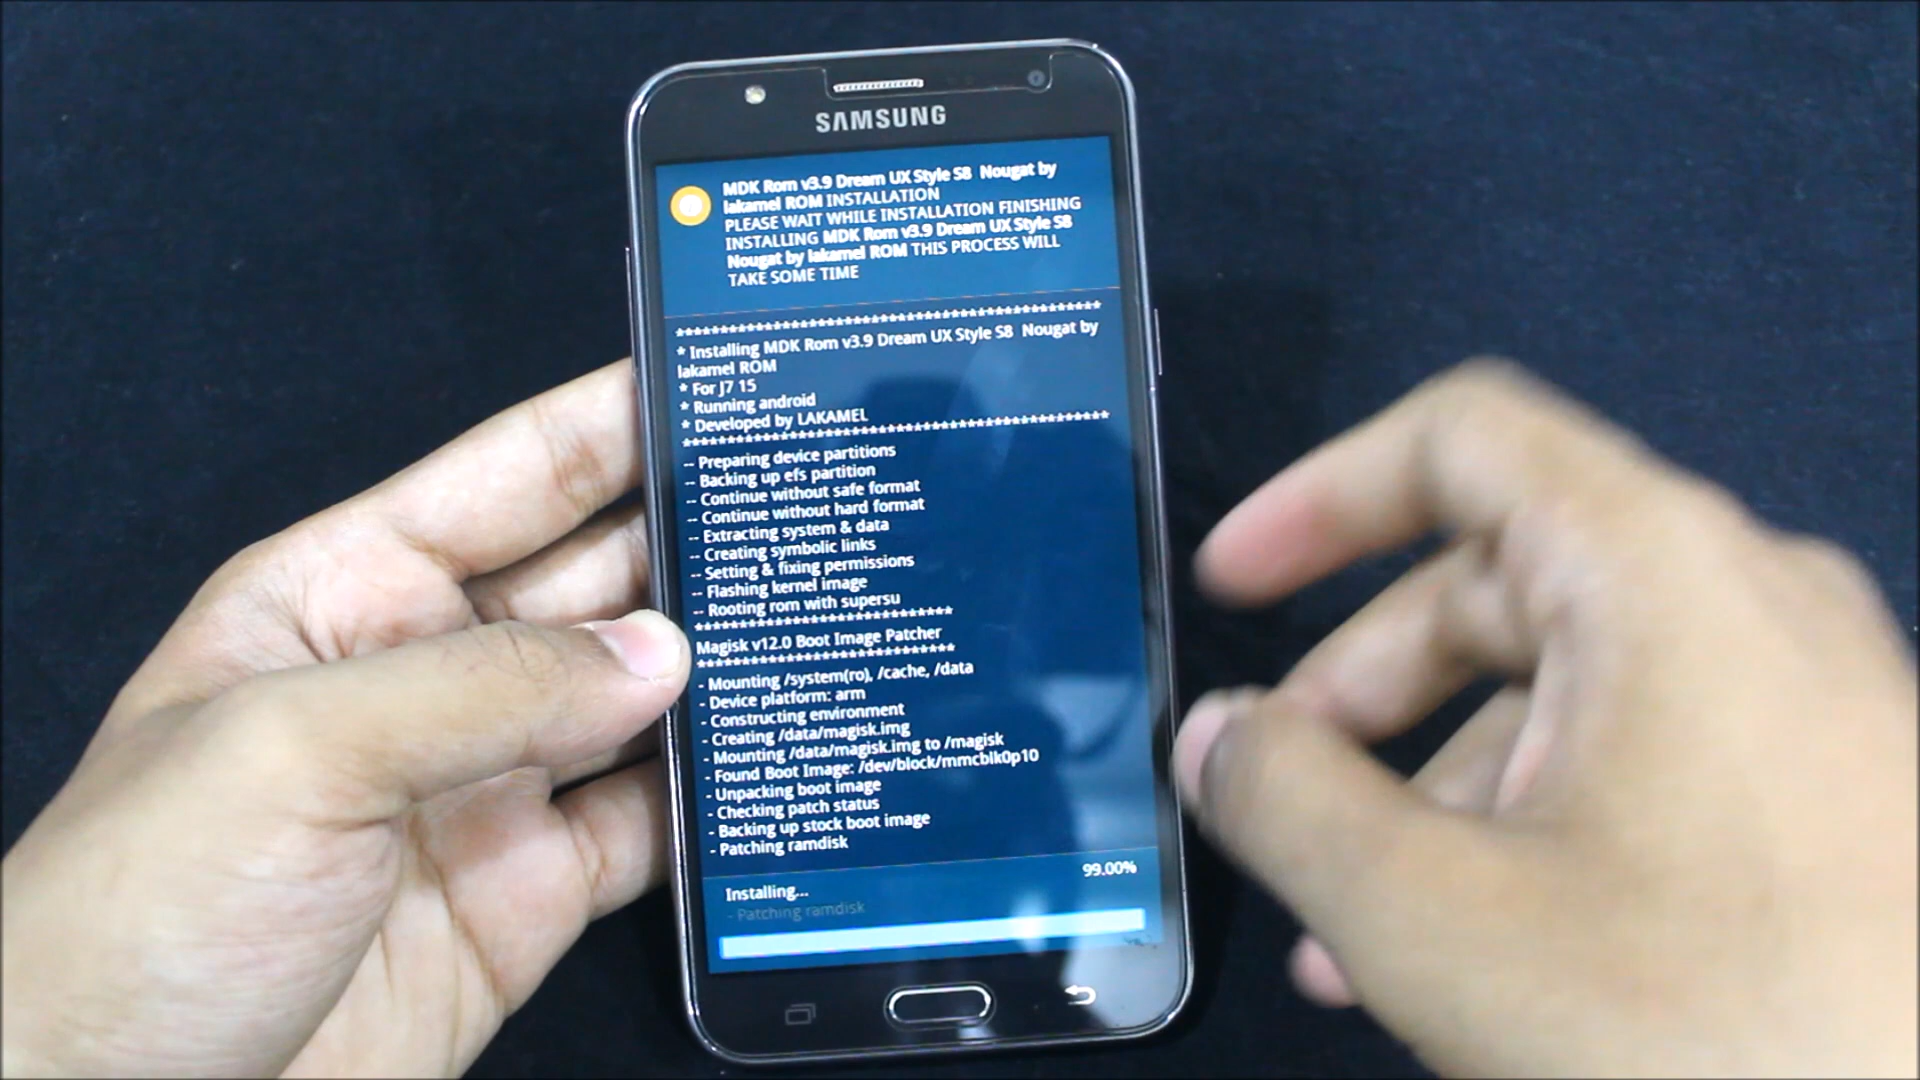 SAMSUNG
MDK Rom v3.9 Dream UX Style S8 Nougat by
lakamel ROM INSTALLATION
PLEASE WAIT WHILE INSTALLATION FINISHING
INSTALLING MDK Rom v3.9 Dream UX Style S8
Nougat by lakamel ROM THIS PROCESS WILL
TAKE SOME TIME
************************************************
* Installing MDK Rom v3.9 Dream UX Style S8 Nougat by
lakamel ROM
* For J7 15
* Running android
* Developed by LAKAMEL
************************************************
-- Preparing device partitions
-- Backing up efs partition
-- Continue without safe format
-- Continue without hard format
-- Extracting system & data
-- Creating symbolic links
-- Setting & fixing permissions
-- Flashing kernel image
-- Rooting rom with supersu
*****************************
Magisk v12.0 Boot Image Patcher
*****************************
- Mounting /system(ro), /cache, /data
- Device platform: arm
- Constructing environment
- Creating /data/magisk.img
- Mounting /data/magisk.img to /magisk
- Found Boot Image: /dev/block/mmcblk0p10
- Unpacking boot image
- Checking patch status
- Backing up stock boot image
- Patching ramdisk
Installing... 99.00%
- Patching ramdisk